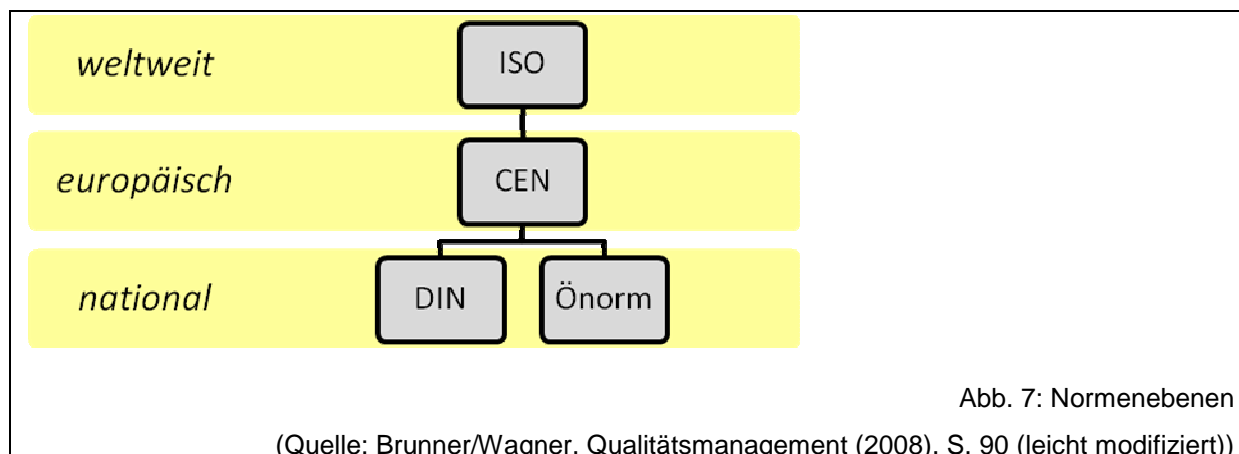 weltweit ISO
europäisch CEN
national DIN Önorm
Abb. 7: Normenebenen
(Quelle: Brunner/Wagner, Qualitätsmanagement (2008), S. 90 (leicht modifiziert))